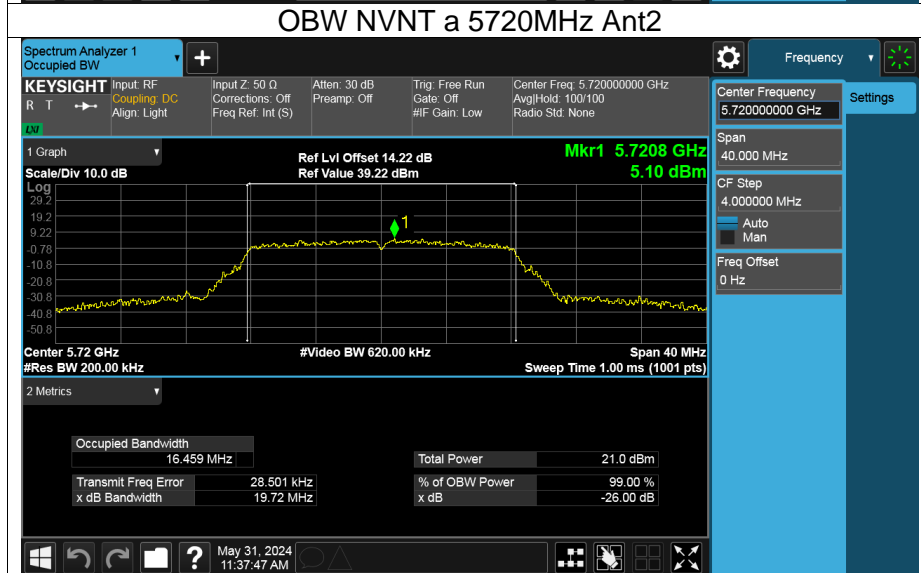 OBW NVNT a 5720MHz Ant2
Spectrum Analyzer 1
Occupied BW
+
Frequency
KEYSIGHT
R T
LXI
Input: RF
Coupling: DC
Align: Light
Input Z: 50 Ω
Corrections: Off
Freq Ref: Int (S)
Atten: 30 dB
Preamp: Off
Trig: Free Run
Gate: Off
#IF Gain: Low
Center Freq: 5.720000000 GHz
Avg|Hold: 100/100
Radio Std: None
Center Frequency
5.720000000 GHz
Settings
Span
40.000 MHz
CF Step
4.000000 MHz
Auto
Man
Freq Offset
0 Hz
1 Graph
Scale/Div 10.0 dB
Ref Lvl Offset 14.22 dB
Ref Value 39.22 dBm
Mkr1 5.7208 GHz
5.10 dBm
Log
29.2
19.2
9.22
-0.78
-10.8
-20.8
-30.8
-40.8
-50.8
1
Center 5.72 GHz
#Res BW 200.00 kHz
#Video BW 620.00 kHz
Span 40 MHz
Sweep Time 1.00 ms (1001 pts)
2 Metrics
Occupied Bandwidth
16.459 MHz
Transmit Freq Error 28.501 kHz
x dB Bandwidth 19.72 MHz
Total Power 21.0 dBm
% of OBW Power 99.00 %
x dB -26.00 dB
?
May 31, 2024
11:37:47 AM